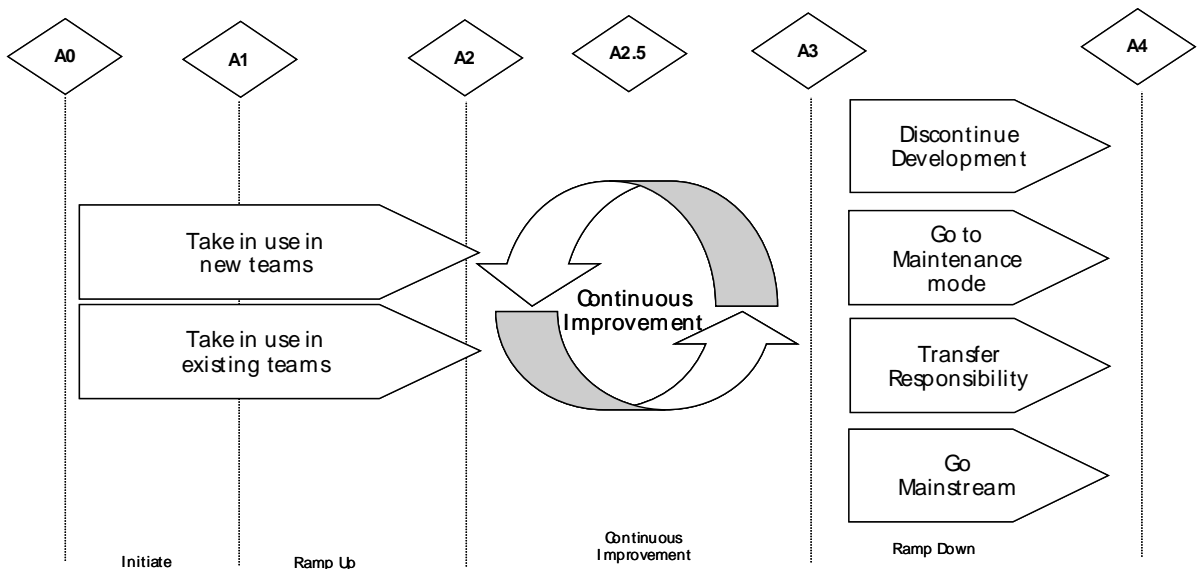 A0
A1
A2
A2.5
A3
A4
Discontinue
Development
Take in use in
new teams
Go to
Maintenance
mode
Continuous
Improvement
Take in use in
existing teams
Transfer
Responsibility
Go
Mainstream
Initiate
Ramp Up
Continuous
Improvement
Ramp Down